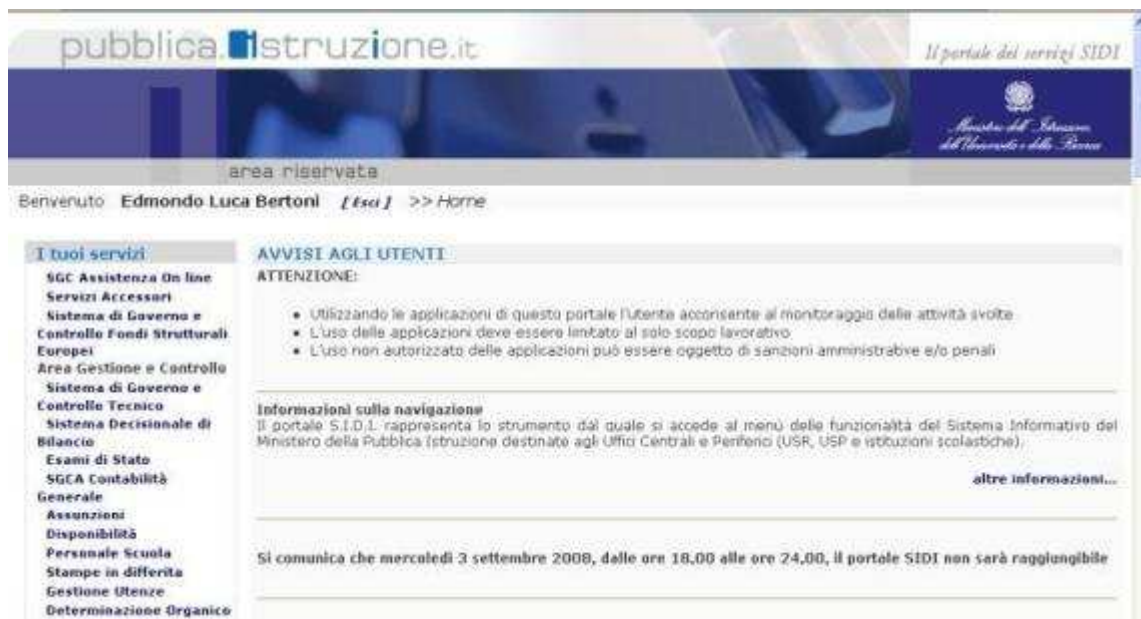 pubblica.istruzione.it
Il portale dei servizi SIDI
Ministero dell'Istruzione
dell'Università e della Ricerca
area riservata
Benvenuto Edmondo Luca Bertoni [Esci] >> Home
I tuoi servizi
SGC Assistenza On line
Servizi Accessori
Sistema di Governo e
Controllo Fondi Strutturali
Europei
Area Gestione e Controllo
Sistema di Governo e
Controllo Tecnico
Sistema Decisionale di
Bilancio
Esami di Stato
SGCA Contabilità
Generale
Assunzioni
Disponibilità
Personale Scuola
Stampe in differita
Gestione Utenze
Determinazione Organico
AVVISI AGLI UTENTI
ATTENZIONE:
• Utilizzando le applicazioni di questo portale l'utente acconsente al monitoraggio delle attività svolte
• L'uso delle applicazioni deve essere limitato al solo scopo lavorativo
• L'uso non autorizzato delle applicazioni può essere oggetto di sanzioni amministrative e/o penali
Informazioni sulla navigazione
Il portale S.I.D.I. rappresenta lo strumento dal quale si accede al menù delle funzionalità del Sistema Informativo del
Ministero della Pubblica Istruzione destinate agli Uffici Centrali e Periferici (USR, USP e istituzioni scolastiche).
altre informazioni...
Si comunica che mercoledì 3 settembre 2008, dalle ore 18,00 alle ore 24,00, il portale SIDI non sarà raggiungibile